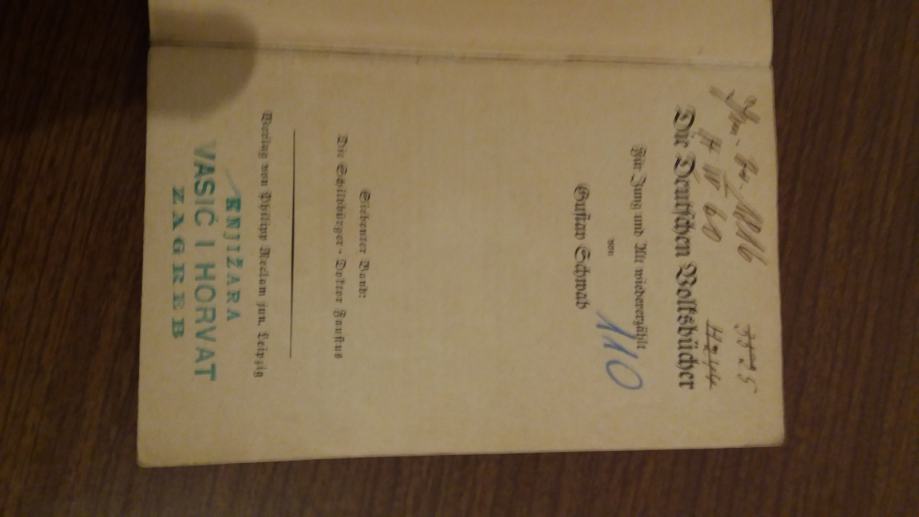 Die Deutschen Volksbücher
Für Jung und Alt wiedererzählt
von
Gustav Schwab
110
Siebenter Band:
Die Schildbürger · Doktor Faustus
Verlag von Philipp Reclam jun. Leipzig
KNJIŽARA
VASIĆ I HORVAT
ZAGREB